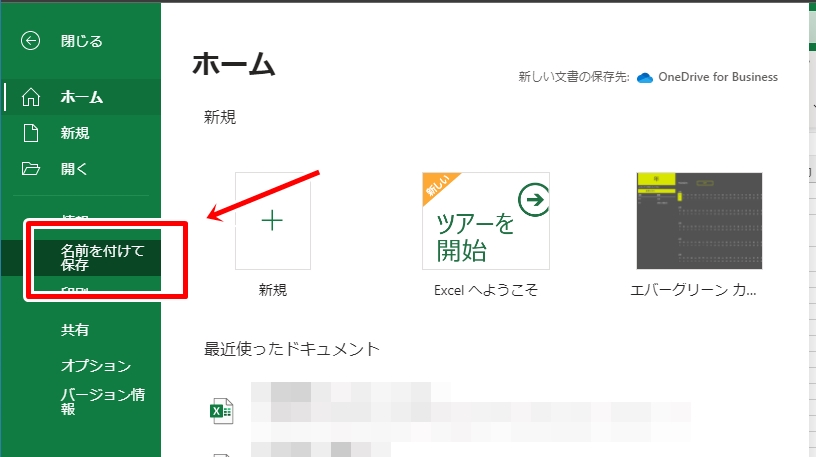 閉じる
ホーム
新規
開く
名前を付けて
保存
共有
オプション
バージョン情
報
ホーム
新しい文書の保存先: OneDrive for Business
新規
新規
新しい
ツアーを
開始
Excel へようこそ
エバーグリーン カ...
最近使ったドキュメント